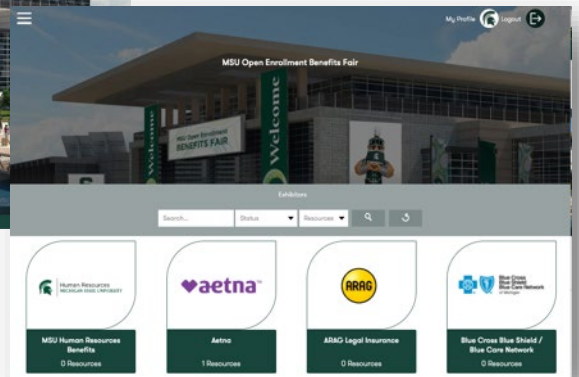 My Profile Logout
MSU Open Enrollment Benefits Fair
Welcome
MSU Open Enrollment
BENEFITS FAIR
Welcome
Exhibitors
Search...
Status
Resources
Human Resources
MICHIGAN STATE UNIVERSITY
aetna™
ARAG
Blue Cross
Blue Shield
Blue Care Network
of Michigan
MSU Human Resources
Benefits
0 Resources
Aetna
1 Resources
ARAG Legal Insurance
0 Resources
Blue Cross Blue Shield /
Blue Care Network
0 Resources